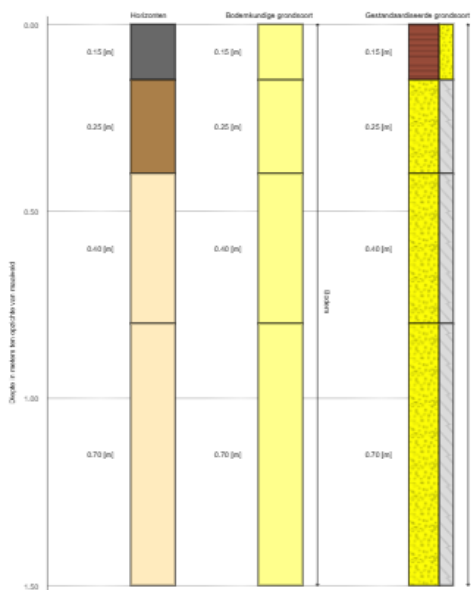 Horizonten Bodemkundige grondsoort Gestandaardiseerde grondsoort
0.00
0.15 [m] 0.15 [m] 0.15 [m]
0.25 [m] 0.25 [m] 0.25 [m]
0.50
0.40 [m] 0.40 [m] 0.40 [m]
(bodem)
Diepte in meters ten opzichte van maaiveld
1.00
0.70 [m] 0.70 [m] 0.70 [m]
1.50